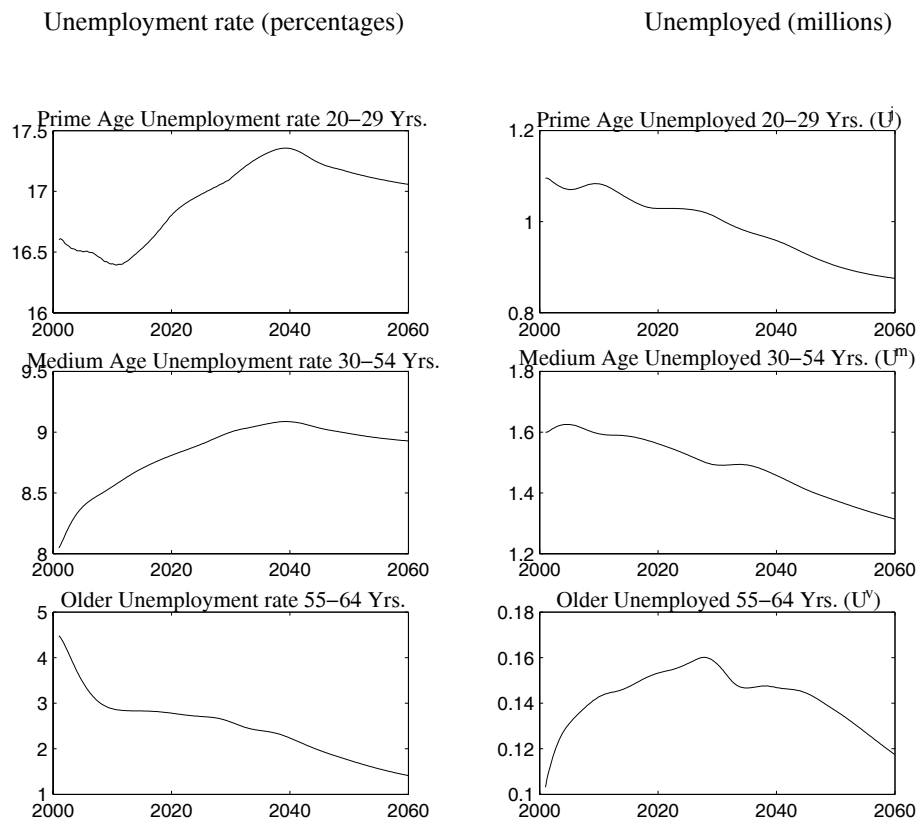 Unemployment rate (percentages)
Unemployed (millions)
Prime Age Unemployment rate 20−29 Yrs.
17.5
17
16.5
16
2000 2020 2040 2060
Prime Age Unemployed 20−29 Yrs. (U^j)
1.2
1
0.8
2000 2020 2040 2060
Medium Age Unemployment rate 30−54 Yrs.
9.5
9
8.5
8
2000 2020 2040 2060
Medium Age Unemployed 30−54 Yrs. (U^m)
1.8
1.6
1.4
1.2
2000 2020 2040 2060
Older Unemployment rate 55−64 Yrs.
5
4
3
2
1
2000 2020 2040 2060
Older Unemployed 55−64 Yrs. (U^v)
0.18
0.16
0.14
0.12
0.1
2000 2020 2040 2060